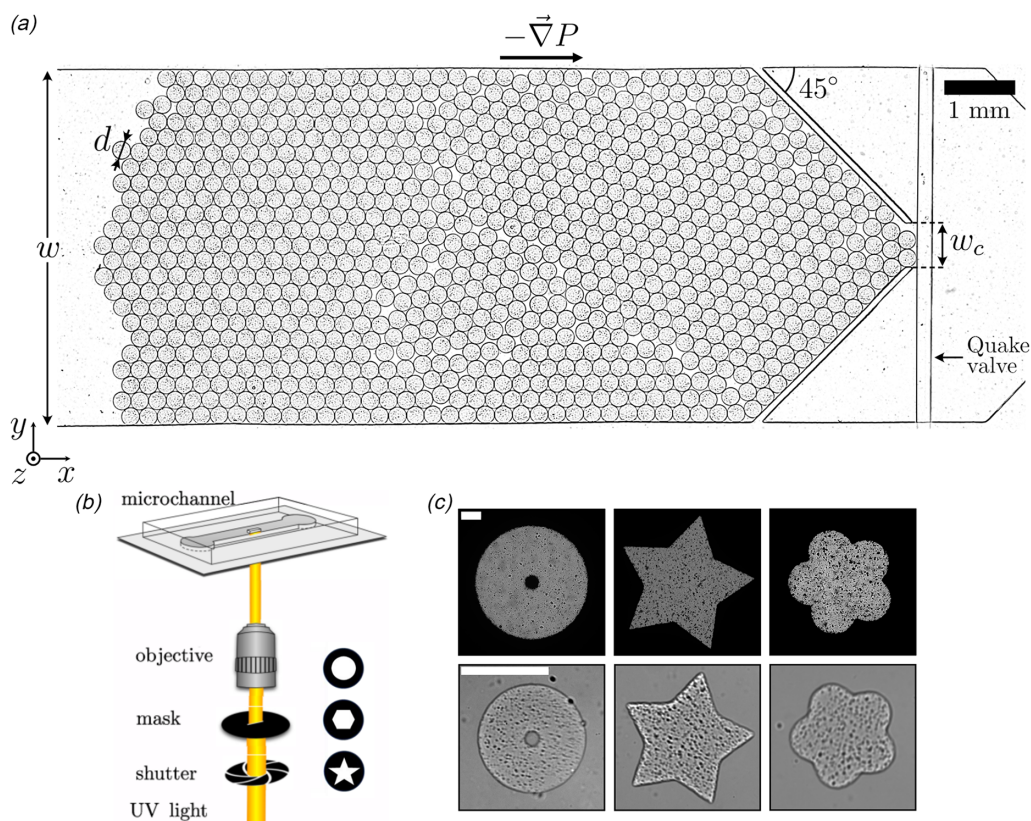 (a)
−∇⃗P
45°
1 mm
d
w
w_c
Quake
valve
y
z
x
(b)
microchannel
objective
mask
shutter
UV light
(c)